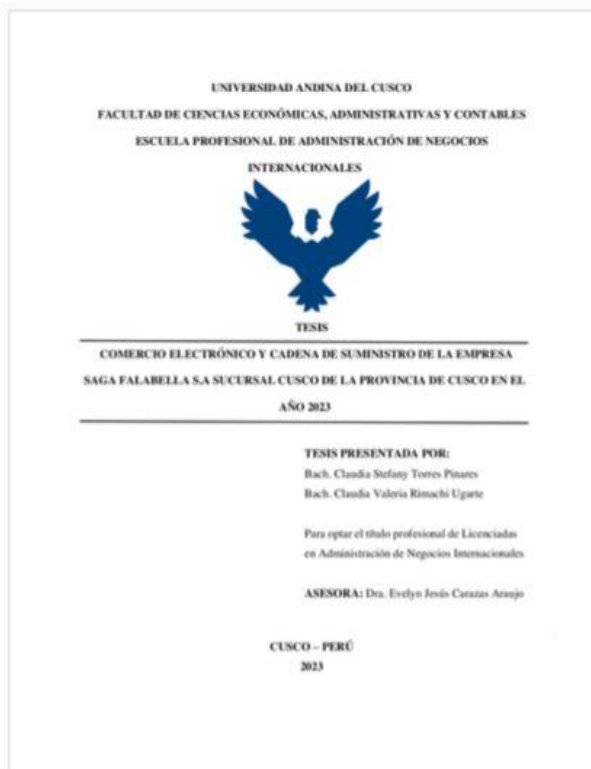 UNIVERSIDAD ANDINA DEL CUSCO
FACULTAD DE CIENCIAS ECONÓMICAS, ADMINISTRATIVAS Y CONTABLES
ESCUELA PROFESIONAL DE ADMINISTRACIÓN DE NEGOCIOS
INTERNACIONALES
TESIS
COMERCIO ELECTRÓNICO Y CADENA DE SUMINISTRO DE LA EMPRESA
SAGA FALABELLA S.A SUCURSAL CUSCO DE LA PROVINCIA DE CUSCO EN EL
AÑO 2023
TESIS PRESENTADA POR:
Bach. Claudia Stefany Torres Pinares
Bach. Claudia Valeria Rimachi Ugarte
Para optar el título profesional de Licenciadas
en Administración de Negocios Internacionales
ASESORA: Dra. Evelyn Jesús Carazas Araujo
CUSCO – PERÚ
2023